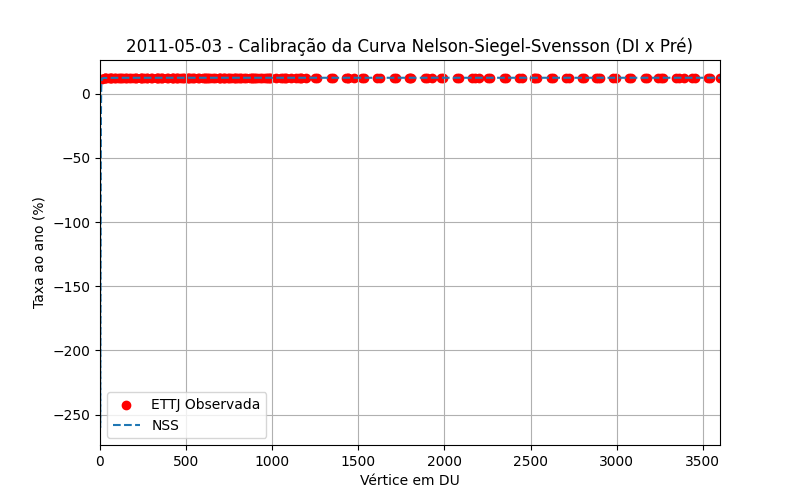 2011-05-03 - Calibração da Curva Nelson-Siegel-Svensson (DI x Pré)
Taxa ao ano (%)
0
−50
−100
−150
−200
−250
ETTJ Observada
NSS
0 500 1000 1500 2000 2500 3000 3500
Vértice em DU